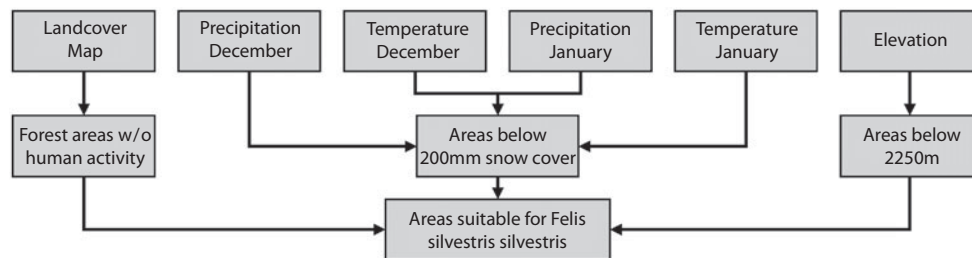 Landcover
Map
Precipitation
December
Temperature
December
Precipitation
January
Temperature
January
Elevation
Forest areas w/o
human activity
Areas below
200mm snow cover
Areas below
2250m
Areas suitable for Felis
silvestris silvestris